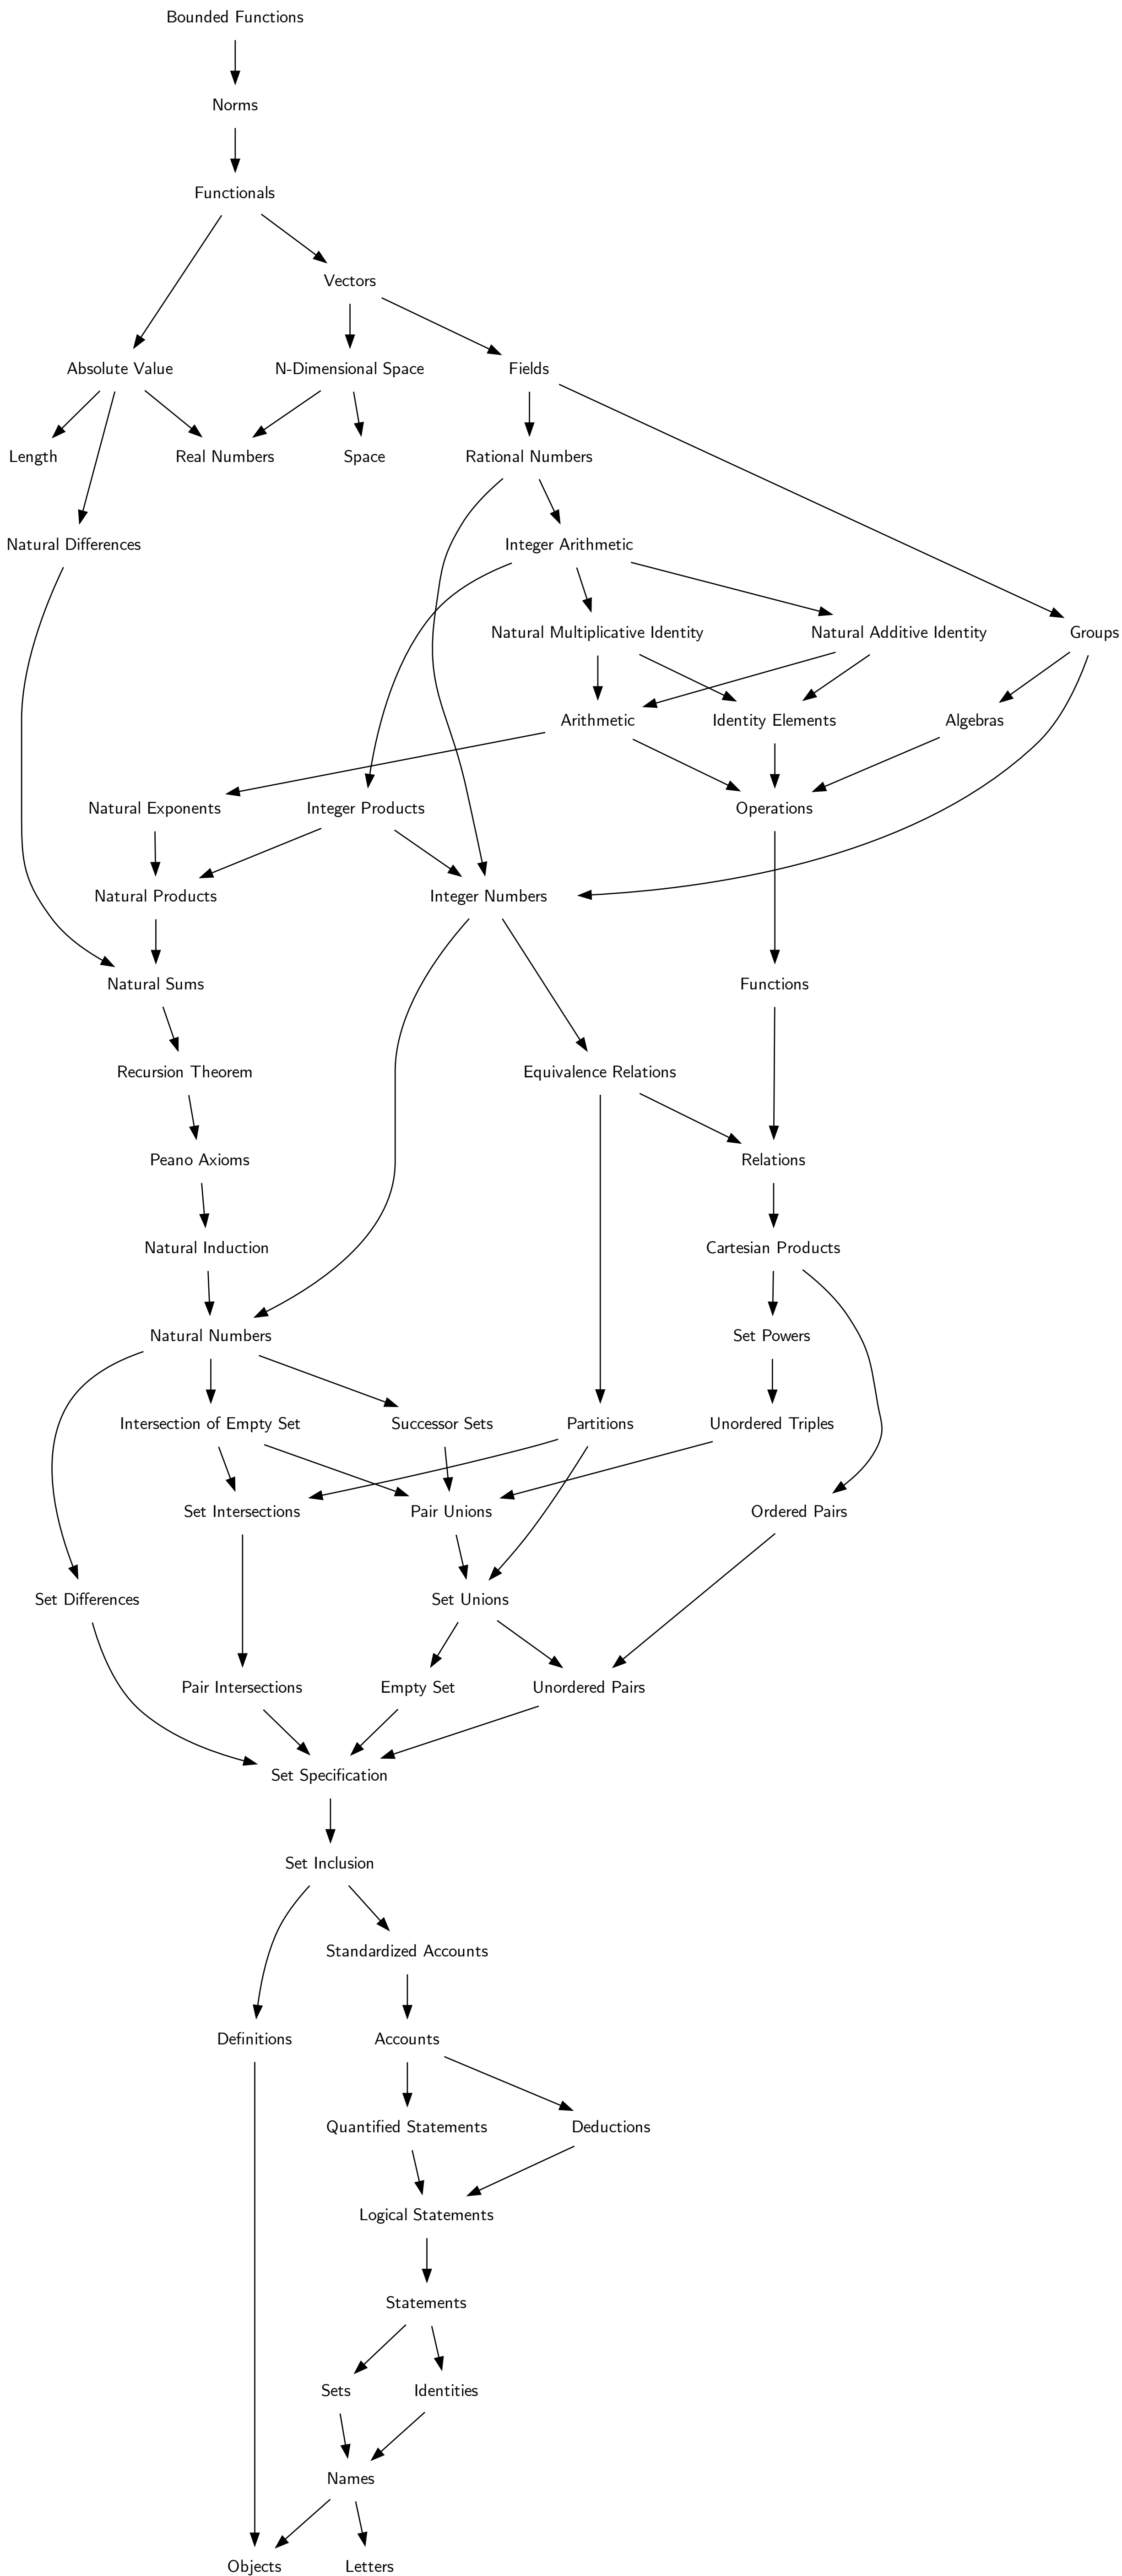 Bounded Functions
Norms
Functionals
Vectors
Absolute Value
N-Dimensional Space
Fields
Length
Real Numbers
Space
Rational Numbers
Natural Differences
Integer Arithmetic
Natural Multiplicative Identity
Natural Additive Identity
Groups
Arithmetic
Identity Elements
Algebras
Natural Exponents
Integer Products
Operations
Natural Products
Integer Numbers
Natural Sums
Functions
Recursion Theorem
Equivalence Relations
Peano Axioms
Relations
Natural Induction
Cartesian Products
Natural Numbers
Set Powers
Intersection of Empty Set
Successor Sets
Partitions
Unordered Triples
Set Intersections
Pair Unions
Ordered Pairs
Set Differences
Set Unions
Pair Intersections
Empty Set
Unordered Pairs
Set Specification
Set Inclusion
Standardized Accounts
Definitions
Accounts
Quantified Statements
Deductions
Logical Statements
Statements
Sets
Identities
Names
Objects
Letters